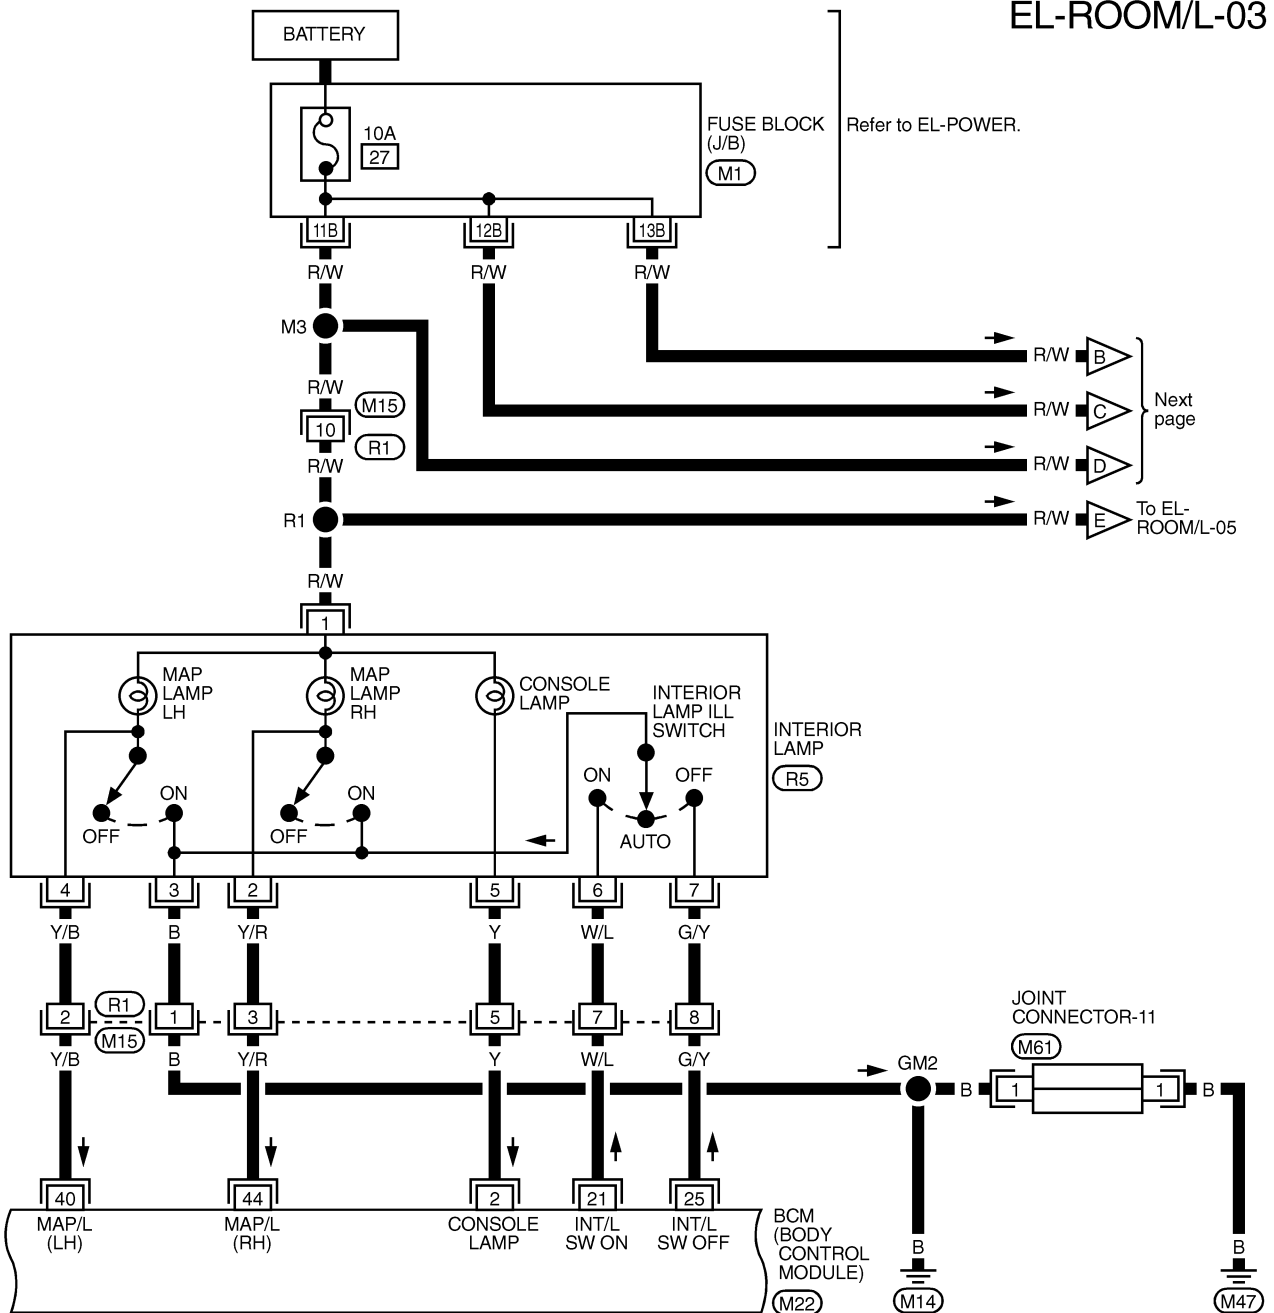 EL-ROOM/L-03
BATTERY
10A
27
FUSE BLOCK
(J/B)
M1
Refer to EL-POWER.
11B
12B
13B
R/W
R/W
R/W
M3
R/W
B
R/W
M15
10
R1
R/W
C
Next
page
R/W
R/W
D
R1
R/W
E
To EL-
ROOM/L-05
R/W
1
MAP
LAMP
LH
MAP
LAMP
RH
CONSOLE
LAMP
INTERIOR
LAMP ILL
SWITCH
INTERIOR
LAMP
R5
ON
OFF
ON
OFF
ON
OFF
AUTO
4
3
2
5
6
7
Y/B
B
Y/R
Y
W/L
G/Y
R1
M15
2
1
3
5
7
8
Y/B
B
Y/R
Y
W/L
G/Y
JOINT
CONNECTOR-11
M61
GM2
B
1
1
B
40
44
2
21
25
MAP/L
(LH)
MAP/L
(RH)
CONSOLE
LAMP
INT/L
SW ON
INT/L
SW OFF
BCM
(BODY
CONTROL
MODULE)
M22
B
B
M14
M47